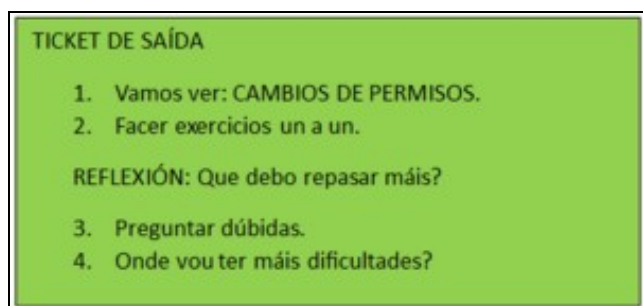 TICKET DE SAÍDA
1. Vamos ver: CAMBIOS DE PERMISOS.
2. Facer exercicios un a un.
REFLEXIÓN: Que debo repasar máis?
3. Preguntar dúbidas.
4. Onde vou ter máis dificultades?